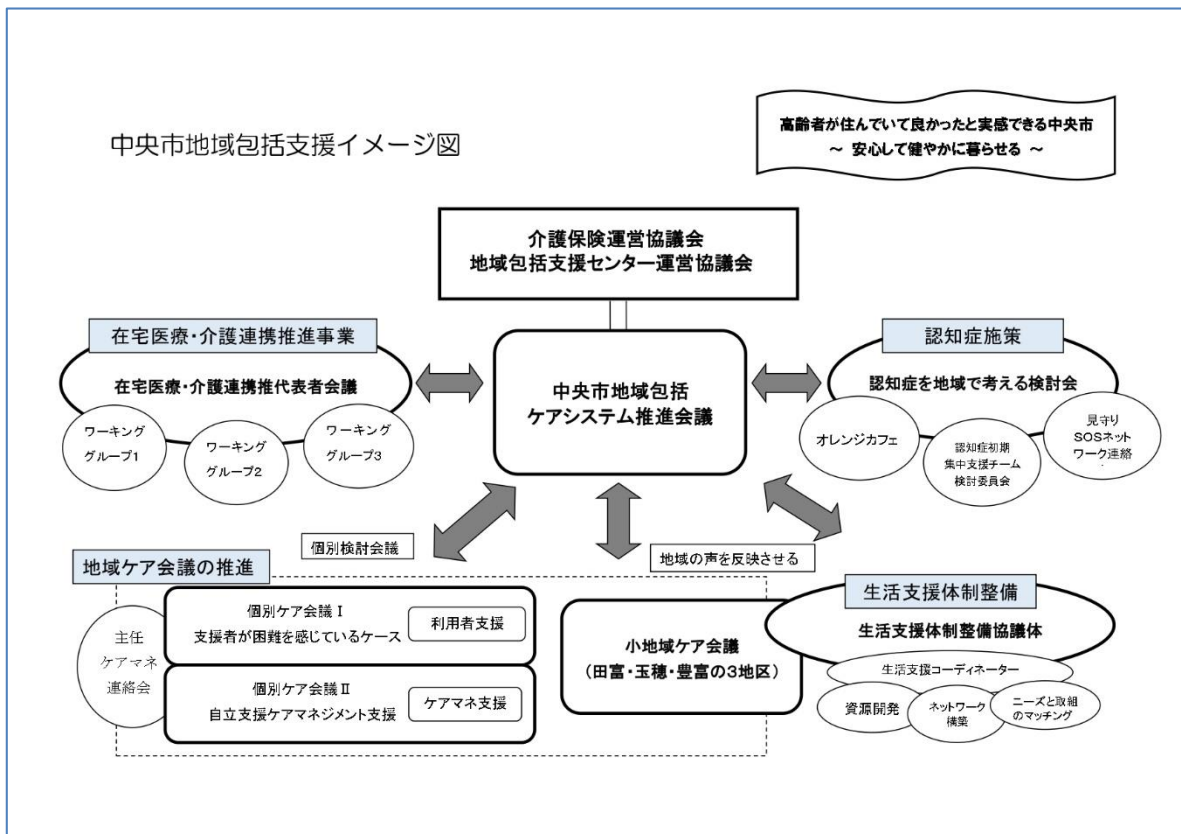 高齢者が住んでいて良かったと実感できる中央市
～ 安心して健やかに暮らせる ～
中央市地域包括支援イメージ図
介護保険運営協議会
地域包括支援センター運営協議会
在宅医療・介護連携推進事業
在宅医療・介護連携推代表者会議
ワーキング
グループ1
ワーキング
グループ2
ワーキング
グループ3
中央市地域包括
ケアシステム推進会議
認知症施策
認知症を地域で考える検討会
オレンジカフェ
認知症初期
集中支援チーム
検討委員会
見守り
SOSネット
ワーク連絡
個別検討会議
地域の声を反映させる
地域ケア会議の推進
主任
ケアマネ
連絡会
個別ケア会議Ⅰ
支援者が困難を感じているケース
利用者支援
個別ケア会議Ⅱ
自立支援ケアマネジメント支援
ケアマネ支援
小地域ケア会議
（田富・玉穂・豊富の3地区）
生活支援体制整備
生活支援体制整備協議体
生活支援コーディネーター
資源開発
ネットワーク
構築
ニーズと取組
のマッチング